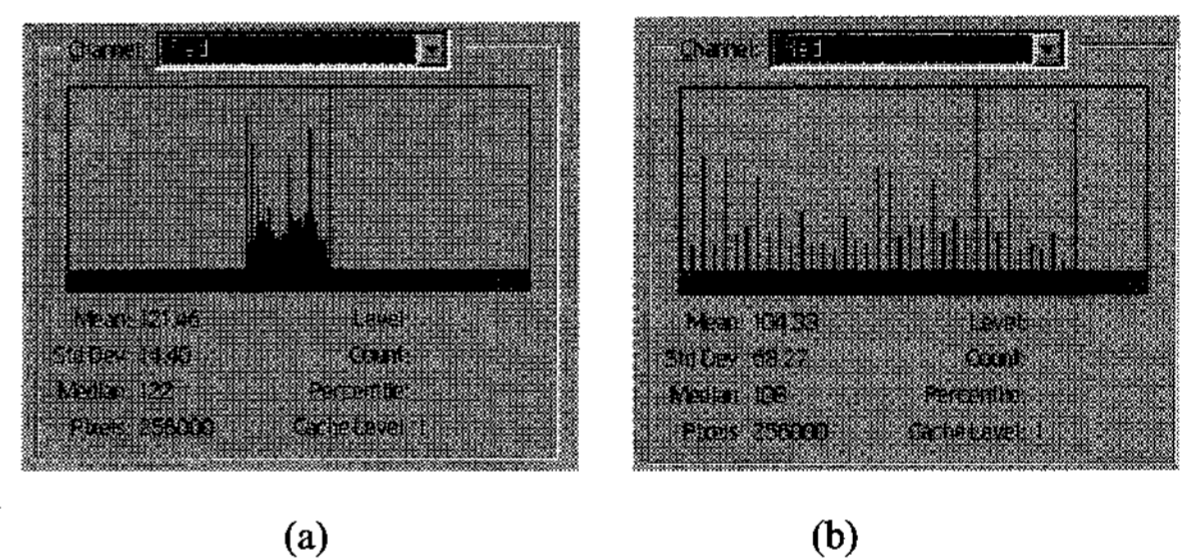 Channel: Red
Mean: 121.46 Level:
Std Dev: 14.40 Count:
Median: 122 Percentile:
Pixels: 256000 Cache Level: 1
Channel: Red
Mean: 104.33 Level:
Std Dev: 68.27 Count:
Median: 108 Percentile:
Pixels: 256000 Cache Level: 1
(a) (b)